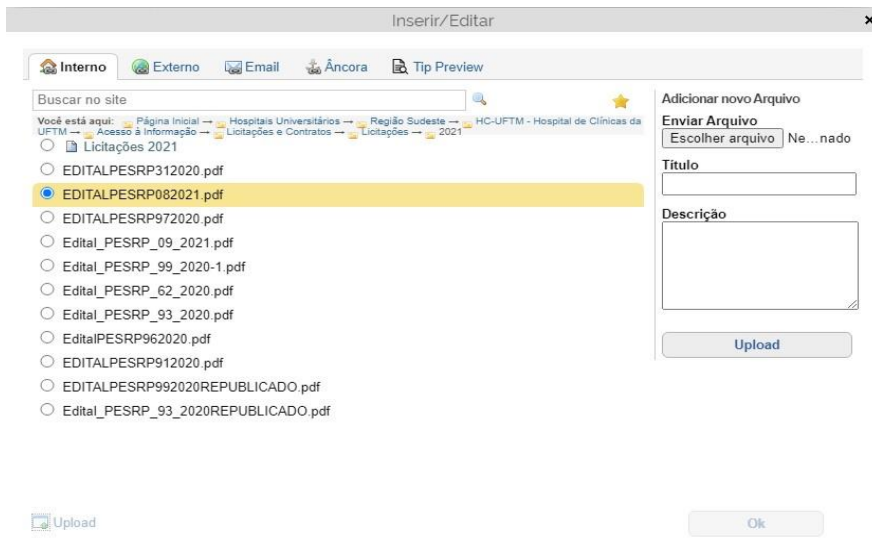 Inserir/Editar
×
Interno Externo Email Âncora Tip Preview
Buscar no site
Você está aqui: Página Inicial → Hospitais Universitários → Região Sudeste → HC-UFTM - Hospital de Clínicas da
UFTM → Acesso à Informação → Licitações e Contratos → Licitações → 2021
Licitações 2021
EDITALPESRP312020.pdf
EDITALPESRP082021.pdf
EDITALPESRP972020.pdf
Edital_PESRP_09_2021.pdf
Edital_PESRP_99_2020-1.pdf
Edital_PESRP_62_2020.pdf
Edital_PESRP_93_2020.pdf
EditalPESRP962020.pdf
EDITALPESRP912020.pdf
EDITALPESRP992020REPUBLICADO.pdf
Edital_PESRP_93_2020REPUBLICADO.pdf
Adicionar novo Arquivo
Enviar Arquivo
Escolher arquivo Ne...nado
Título
Descrição
Upload
Upload
Ok